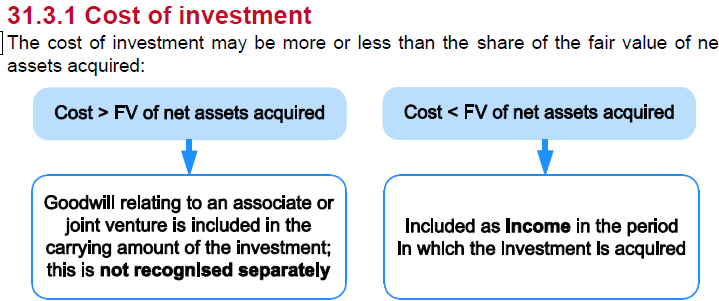 31.3.1 Cost of investment
The cost of investment may be more or less than the share of the fair value of ne
assets acquired:
Cost > FV of net assets acquired
Cost < FV of net assets acquired
Goodwill relating to an associate or
joint venture is included in the
carrying amount of the investment;
this is not recognised separately
Included as Income in the period
in which the investment is acquired